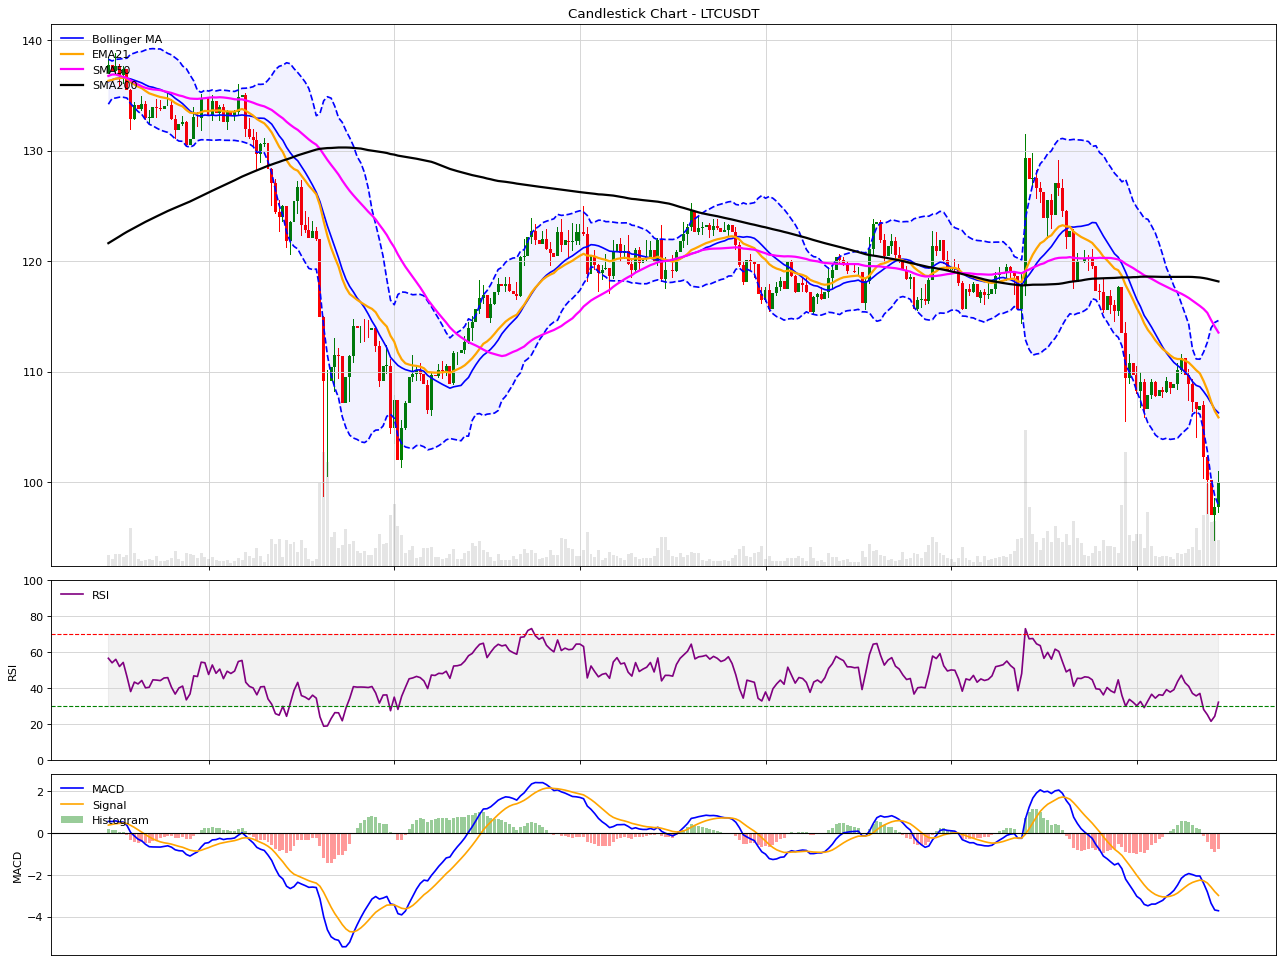 Candlestick Chart - LTCUSDT
Bollinger MA
EMA21
SMA50
SMA200
140
130
120
110
100
100
80
60
40
20
0
RSI
RSI
MACD
Signal
Histogram
2
0
−2
−4
MACD